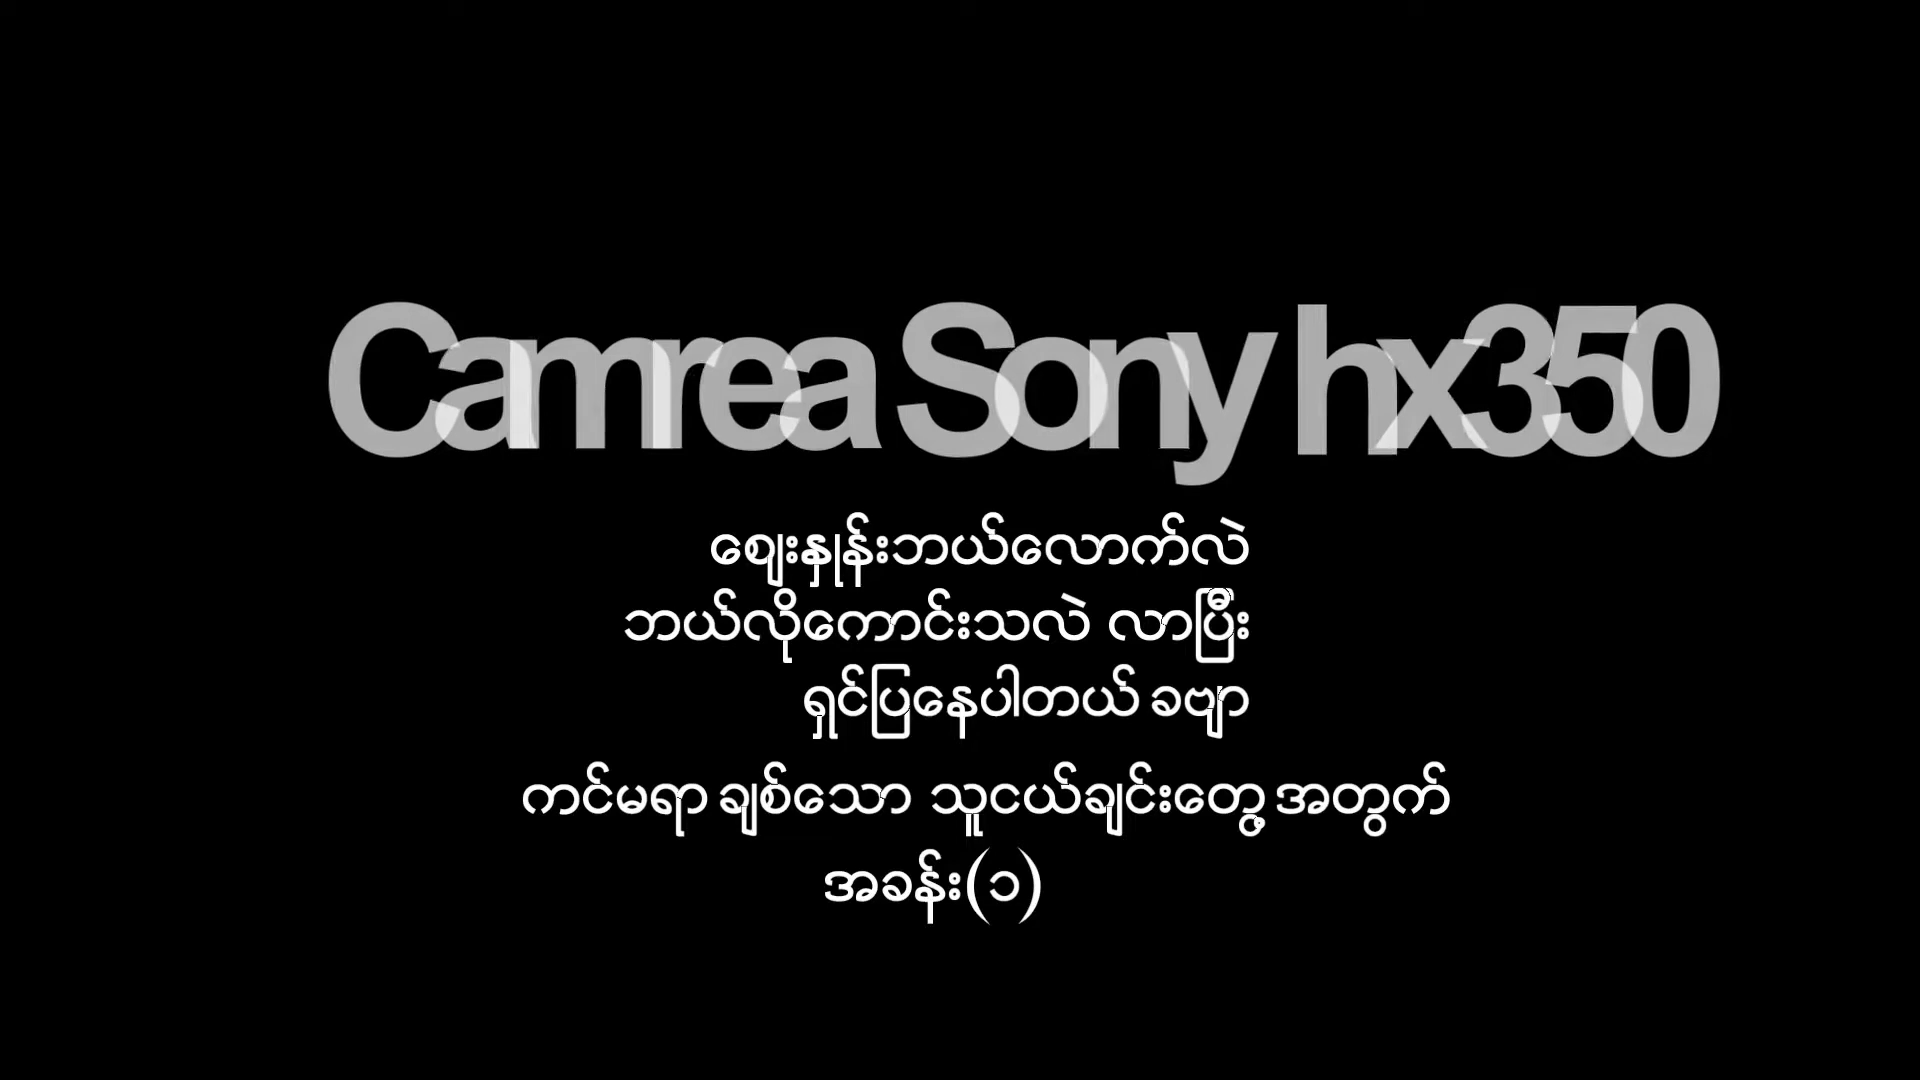 Camrea Sony hx350
စျေးနှုန်းဘယ်လောက်လဲ
ဘယ်လိုကောင်းသလဲ လာပြီး
ရှင်ပြနေပါတယ် ခဗျာ
ကင်မရာ ချစ်သော သူငယ်ချင်းတွေ့ အတွက်
အခန်း(၁)